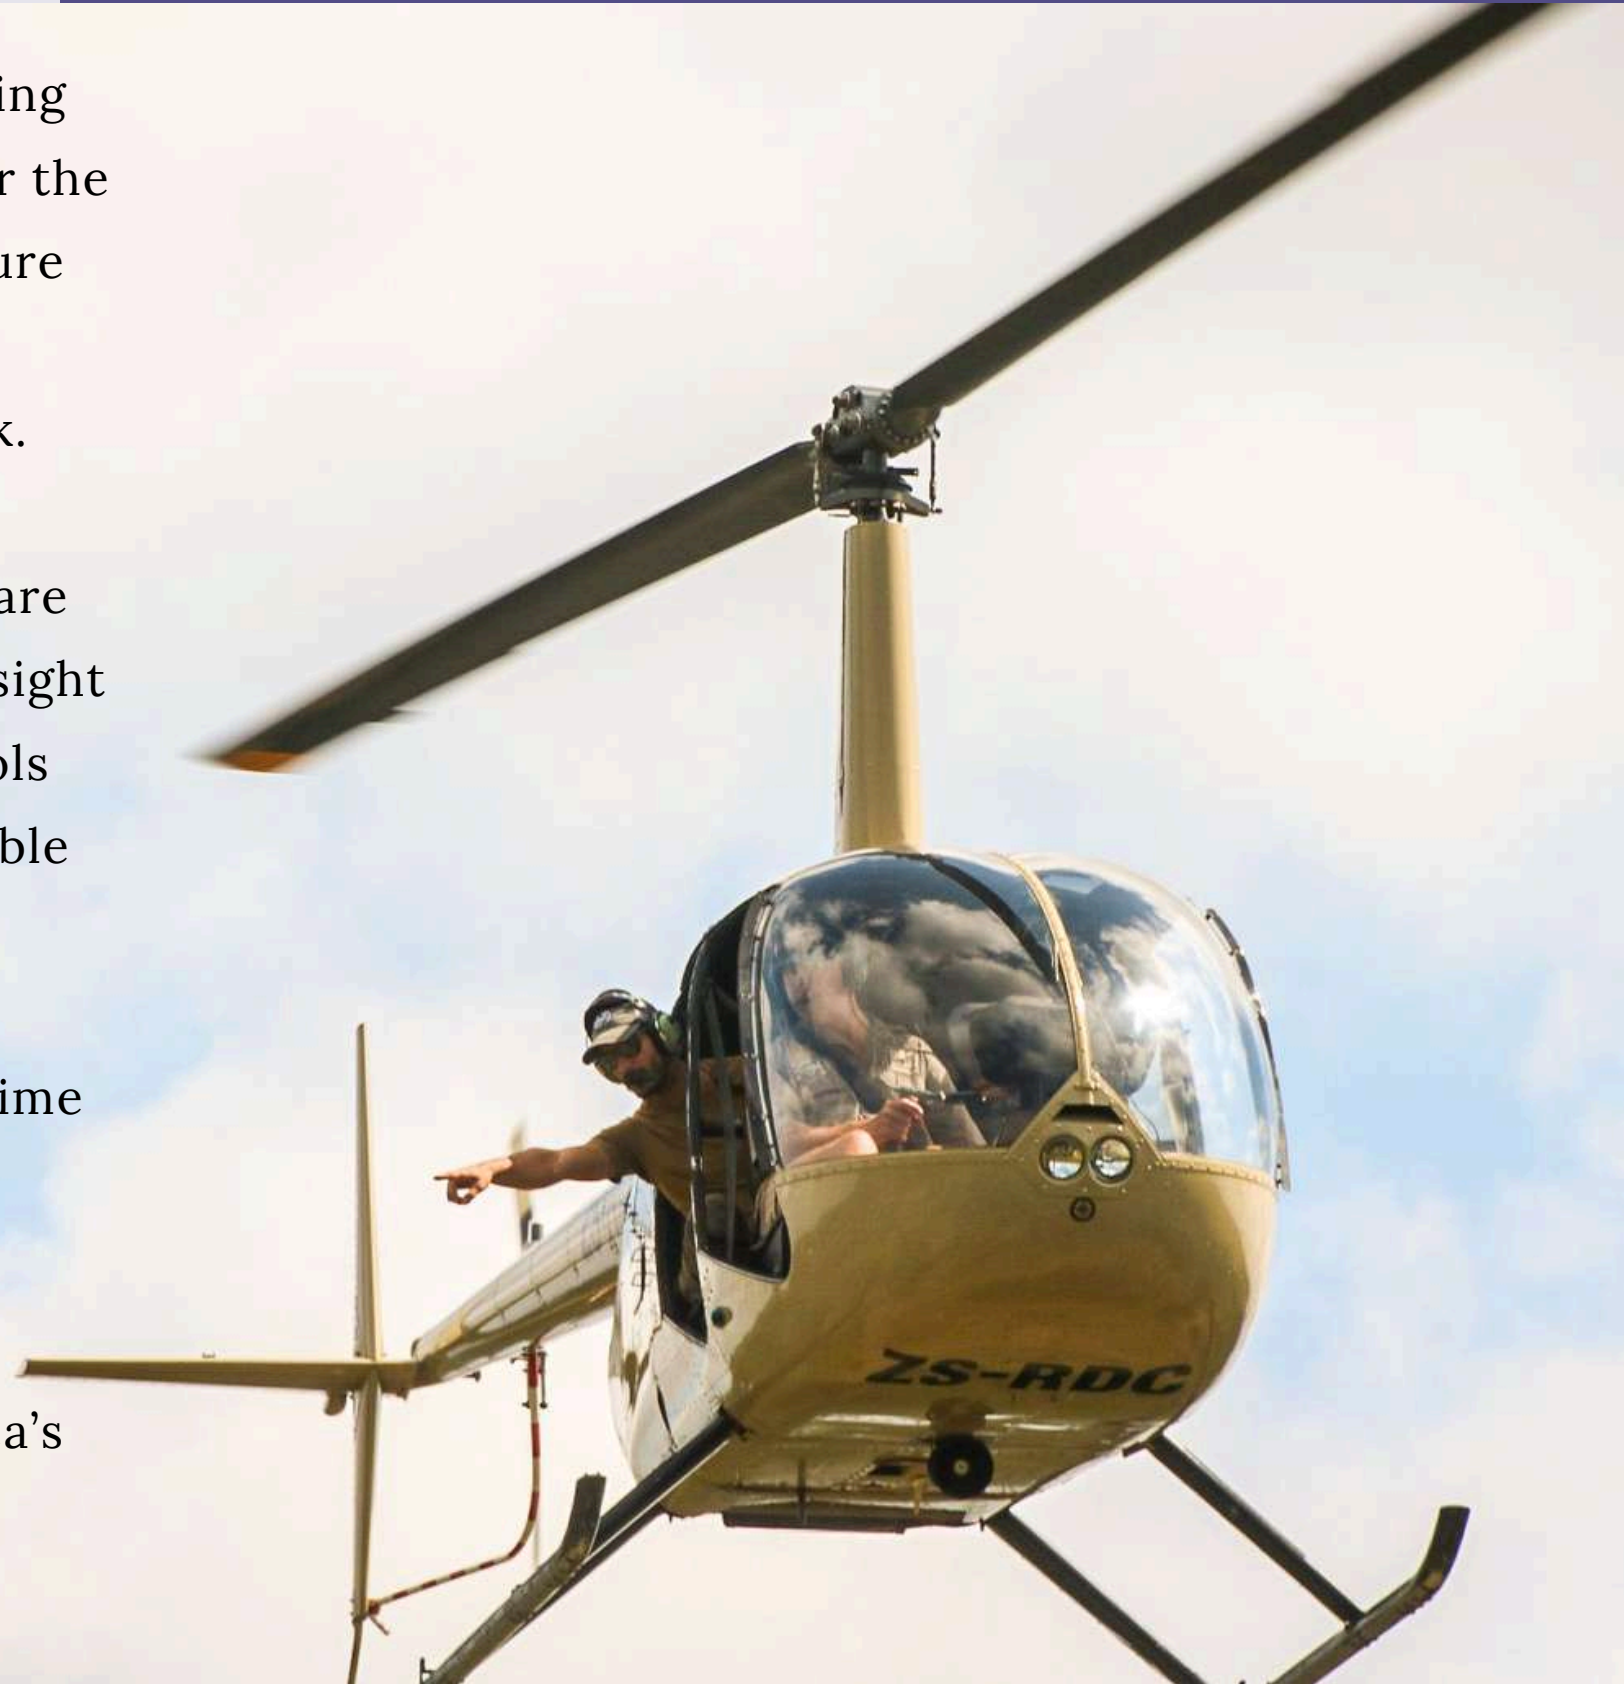 ing
r the
ure
k.
are
sight
ols
ble
ime
a’s
ZS-RDC